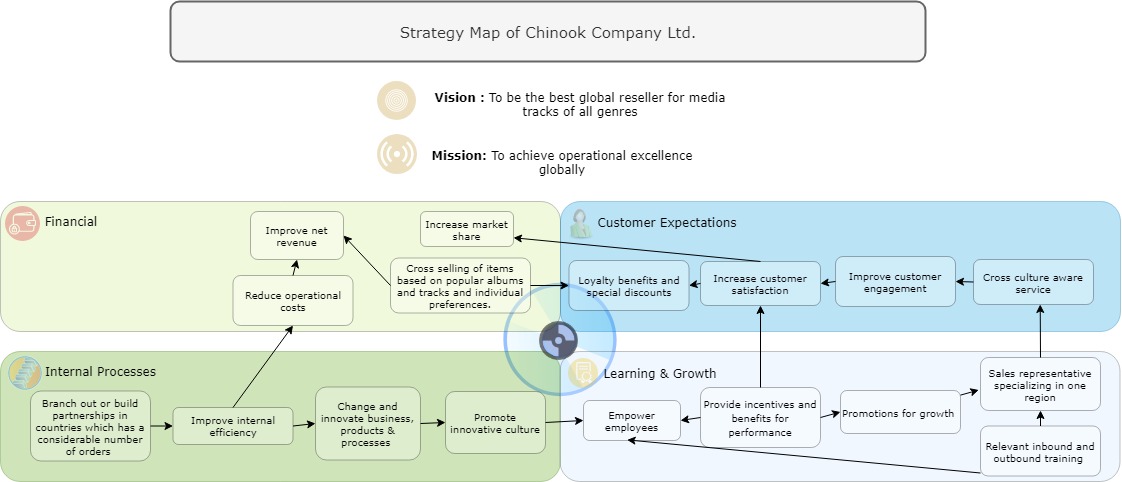 Strategy Map of Chinook Company Ltd.
Vision : To be the best global reseller for media
tracks of all genres
Mission: To achieve operational excellence
globally
Financial
Improve net
revenue
Increase market
share
Cross selling of items
based on popular albums
and tracks and individual
preferences.
Reduce operational
costs
Customer Expectations
Loyalty benefits and
special discounts
Increase customer
satisfaction
Improve customer
engagement
Cross culture aware
service
Internal Processes
Branch out or build
partnerships in
countries which has a
considerable number
of orders
Improve internal
efficiency
Change and
innovate business,
products &
processes
Promote
innovative culture
Learning & Growth
Empower
employees
Provide incentives and
benefits for
performance
Promotions for growth
Sales representative
specializing in one
region
Relevant inbound and
outbound training